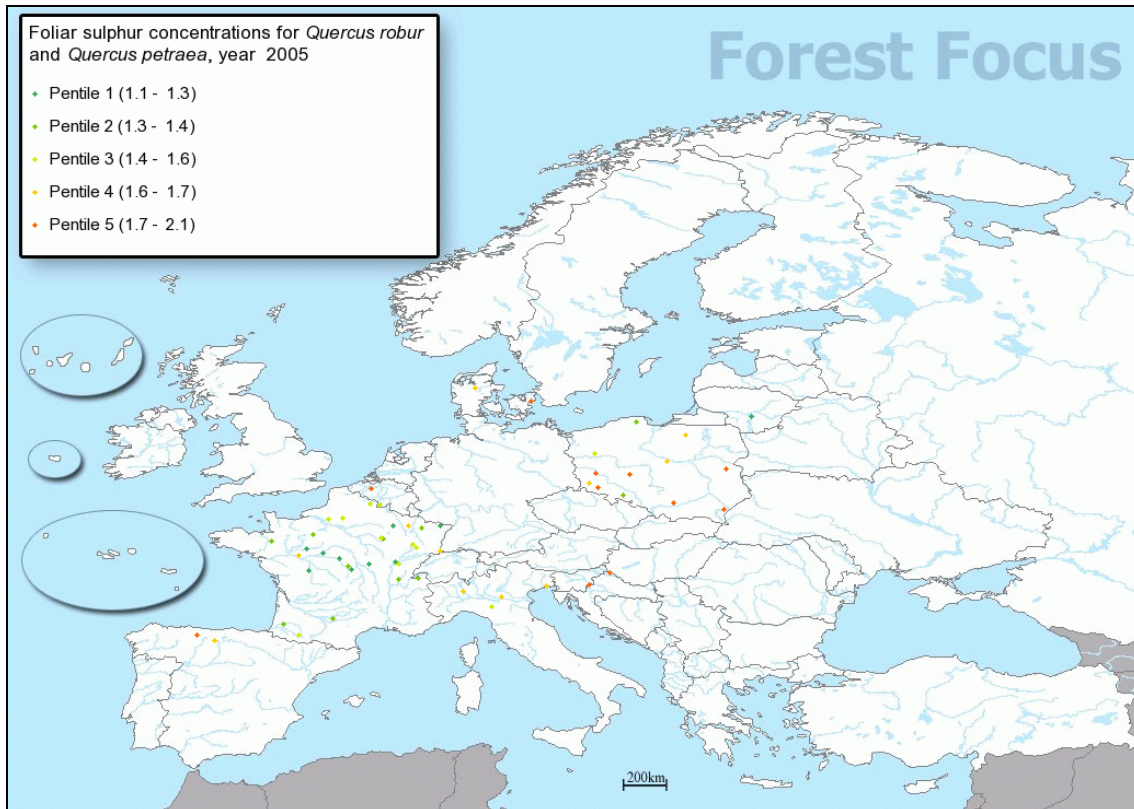 Foliar sulphur concentrations for Quercus robur
and Quercus petraea, year 2005
Pentile 1 (1.1 - 1.3)
Pentile 2 (1.3 - 1.4)
Pentile 3 (1.4 - 1.6)
Pentile 4 (1.6 - 1.7)
Pentile 5 (1.7 - 2.1)
Forest Focus
200km